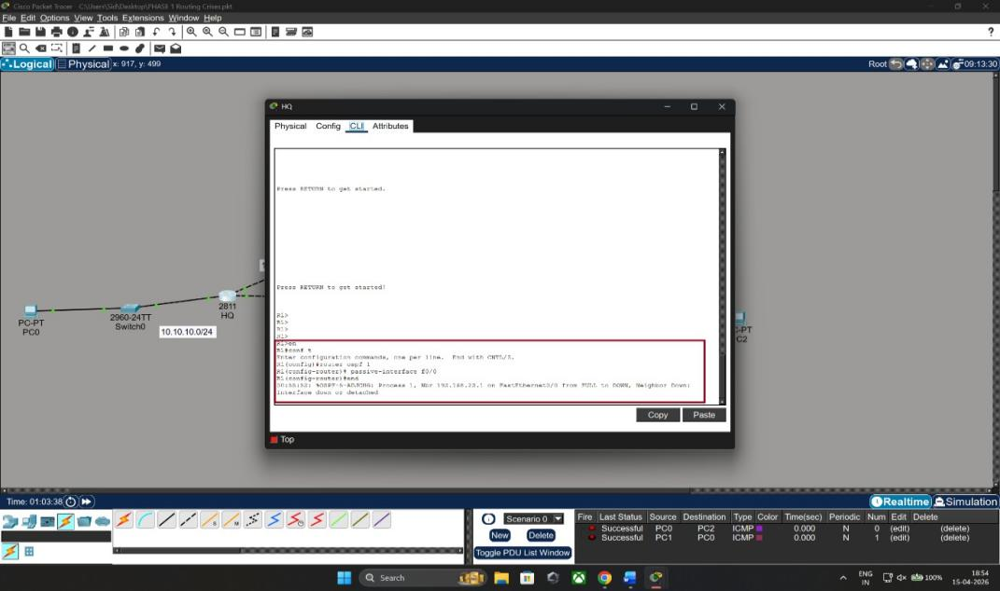 Cisco Packet Tracer - C:\Users\Sid\Desktop\PHASE 1 Routing Crises.pkt
File Edit Options View Tools Extensions Window Help
Logical Physical x: 917, y: 499
Root 09:13:30
HQ
Physical Config CLI Attributes
Press RETURN to get started.
Press RETURN to get started!
R1>
R1>
R1>
R1>
R1>en
R1#conf t
Enter configuration commands, one per line. End with CNTL/Z.
R1(config)#router ospf 1
R1(config-router)# passive-interface f0/0
R1(config-router)#end
%OSPF-5-ADJCHG: Process 1, Nbr 192.168.23.1 on FastEthernet0/0 from FULL to DOWN, Neighbor Down:
Interface down or detached
Copy Paste
Top
PC-PT
PC0
2960-24TT
Switch0
10.10.10.0/24
2811
HQ
-PT
C2
Time: 01:03:38
Realtime Simulation
Scenario 0
New Delete
Toggle PDU List Window
Fire Last Status Source Destination Type Color Time(sec) Periodic Num Edit Delete
Successful PC0 PC2 ICMP 0.000 N 0 (edit) (delete)
Successful PC1 PC0 ICMP 0.000 N 1 (edit) (delete)
Search
ENG
IN
100%
18:54
15-04-2026